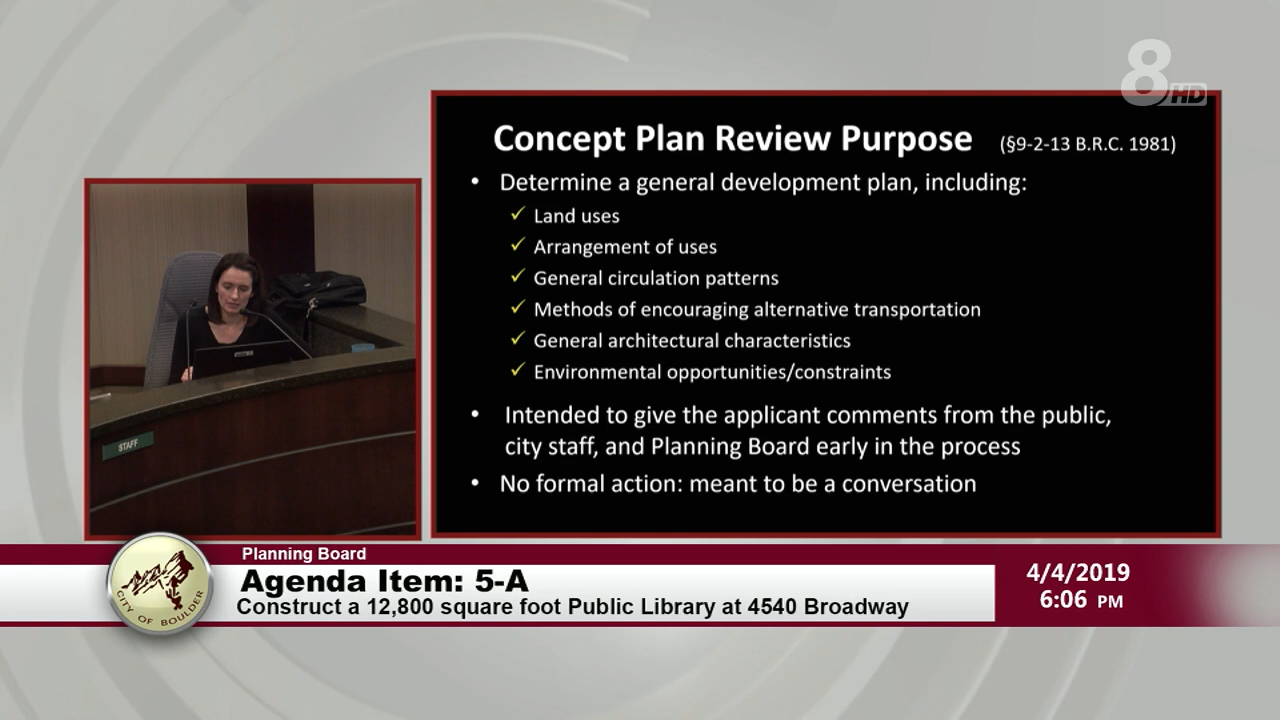 8HD
Concept Plan Review Purpose (§9-2-13 B.R.C. 1981)
• Determine a general development plan, including:
✓ Land uses
✓ Arrangement of uses
✓ General circulation patterns
✓ Methods of encouraging alternative transportation
✓ General architectural characteristics
✓ Environmental opportunities/constraints
• Intended to give the applicant comments from the public,
city staff, and Planning Board early in the process
• No formal action: meant to be a conversation
STAFF
Planning Board
Agenda Item: 5-A
Construct a 12,800 square foot Public Library at 4540 Broadway
4/4/2019
6:06 PM
CITY OF BOULDER